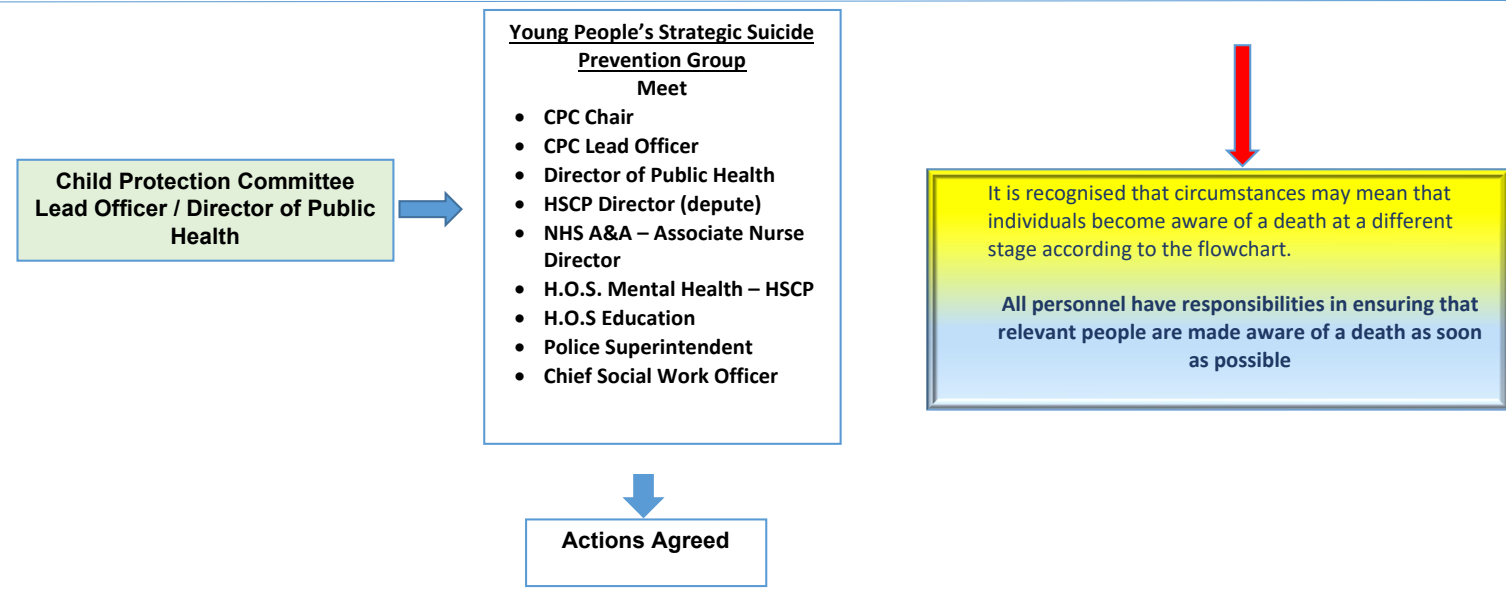 Child Protection Committee
Lead Officer / Director of Public
Health
Young People’s Strategic Suicide
Prevention Group
Meet
• CPC Chair
• CPC Lead Officer
• Director of Public Health
• HSCP Director (depute)
• NHS A&A – Associate Nurse
Director
• H.O.S. Mental Health – HSCP
• H.O.S Education
• Police Superintendent
• Chief Social Work Officer
Actions Agreed
It is recognised that circumstances may mean that
individuals become aware of a death at a different
stage according to the flowchart.
All personnel have responsibilities in ensuring that
relevant people are made aware of a death as soon
as possible